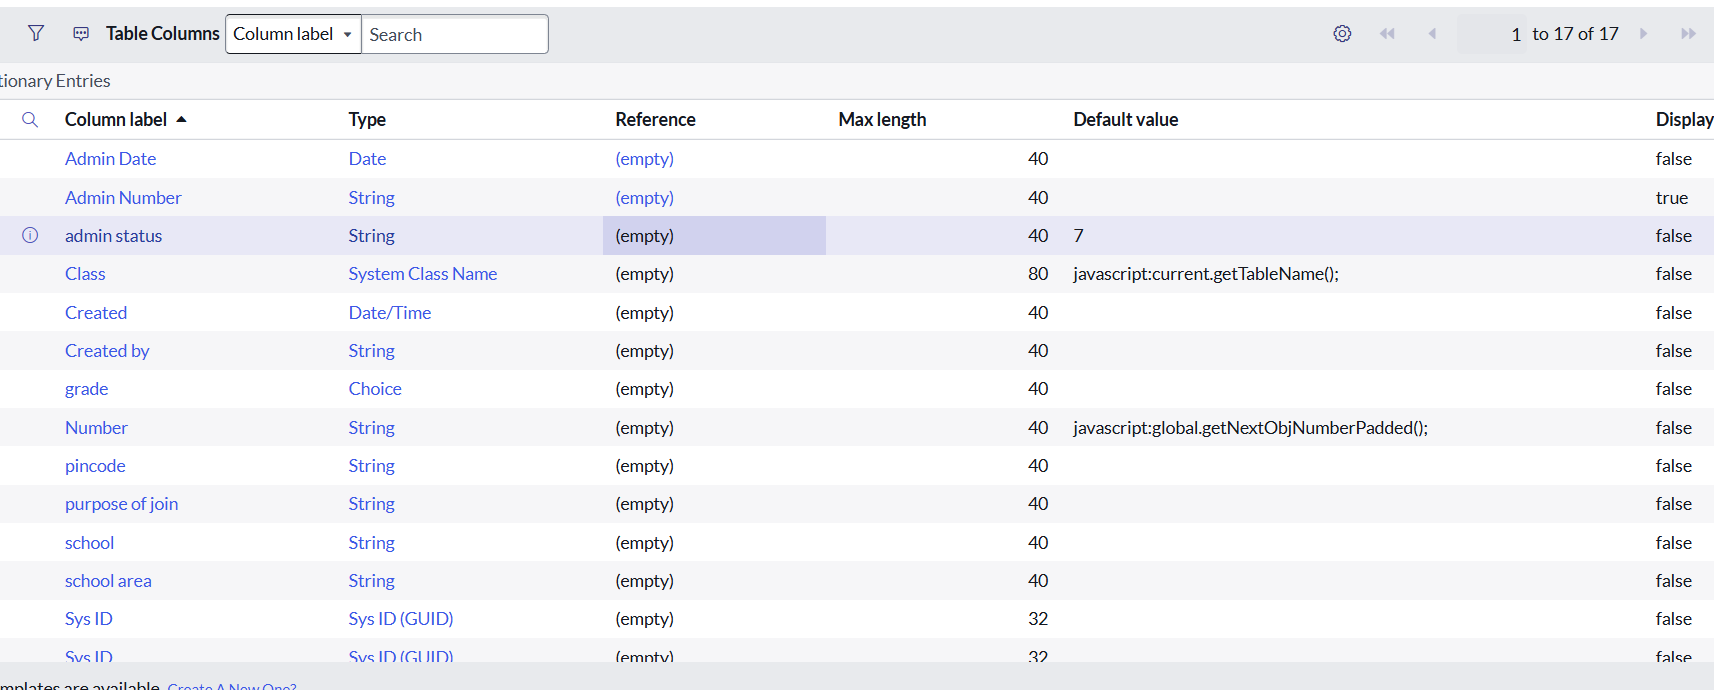 Table Columns Column label Search 1 to 17 of 17
tionary Entries
Column label Type Reference Max length Default value Display
Admin Date Date (empty) 40 false
Admin Number String (empty) 40 true
admin status String (empty) 40 7 false
Class System Class Name (empty) 80 javascript:current.getTableName(); false
Created Date/Time (empty) 40 false
Created by String (empty) 40 false
grade Choice (empty) 40 false
Number String (empty) 40 javascript:global.getNextObjNumberPadded(); false
pincode String (empty) 40 false
purpose of join String (empty) 40 false
school String (empty) 40 false
school area String (empty) 40 false
Sys ID Sys ID (GUID) (empty) 32 false
Sys ID Sys ID (GUID) (empty) 32 false
mplates are available. Create A New One?